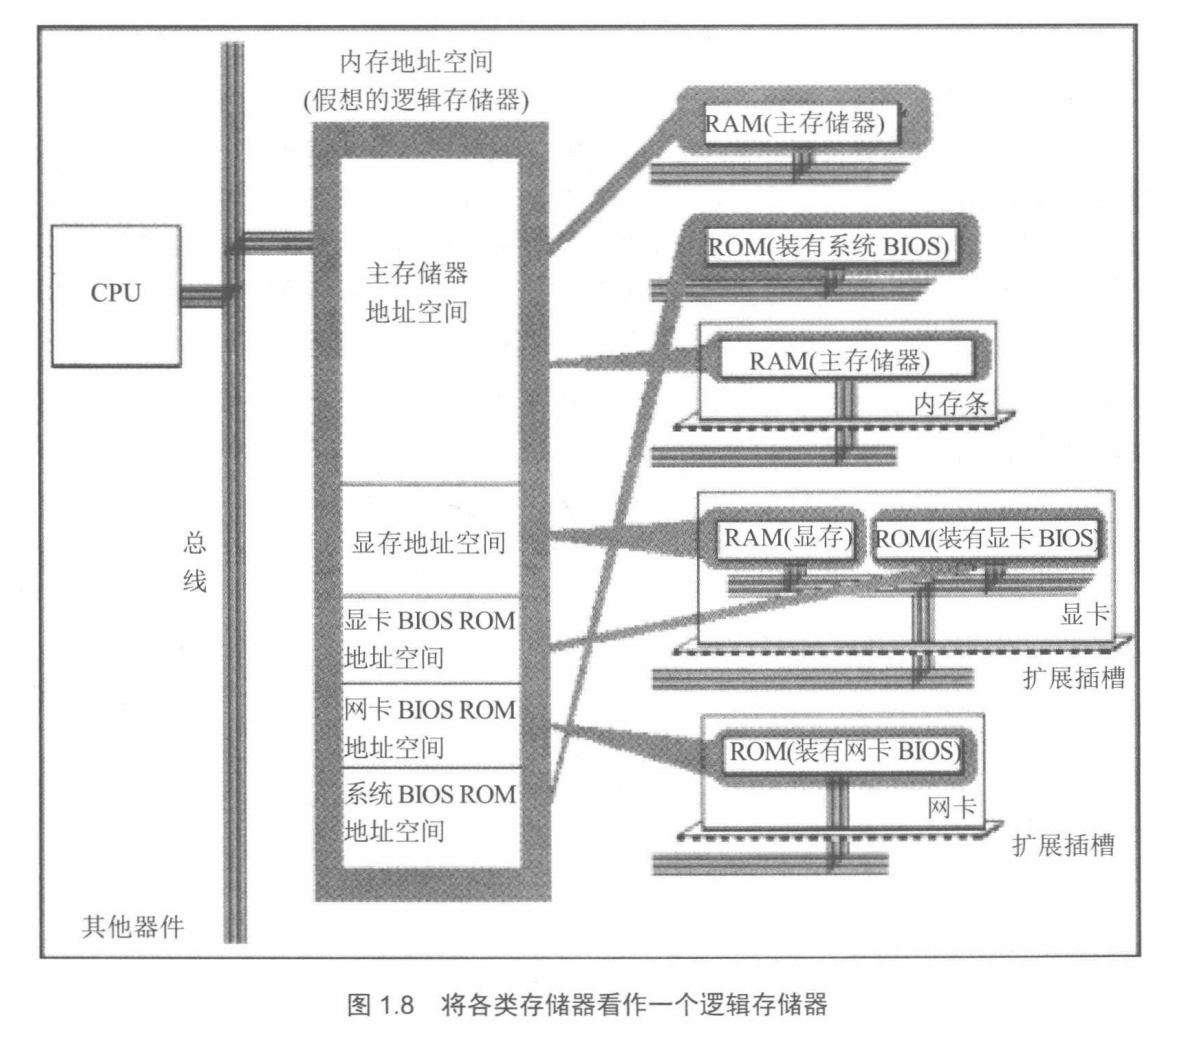 内存地址空间
(假想的逻辑存储器)
RAM(主存储器)
ROM(装有系统 BIOS)
CPU
主存储器
地址空间
RAM(主存储器)
内存条
总
线
显存地址空间
RAM(显存)
ROM(装有显卡 BIOS)
显卡
扩展插槽
显卡 BIOS ROM
地址空间
网卡 BIOS ROM
地址空间
ROM(装有网卡 BIOS)
网卡
扩展插槽
系统 BIOS ROM
地址空间
其他器件
图 1.8 将各类存储器看作一个逻辑存储器